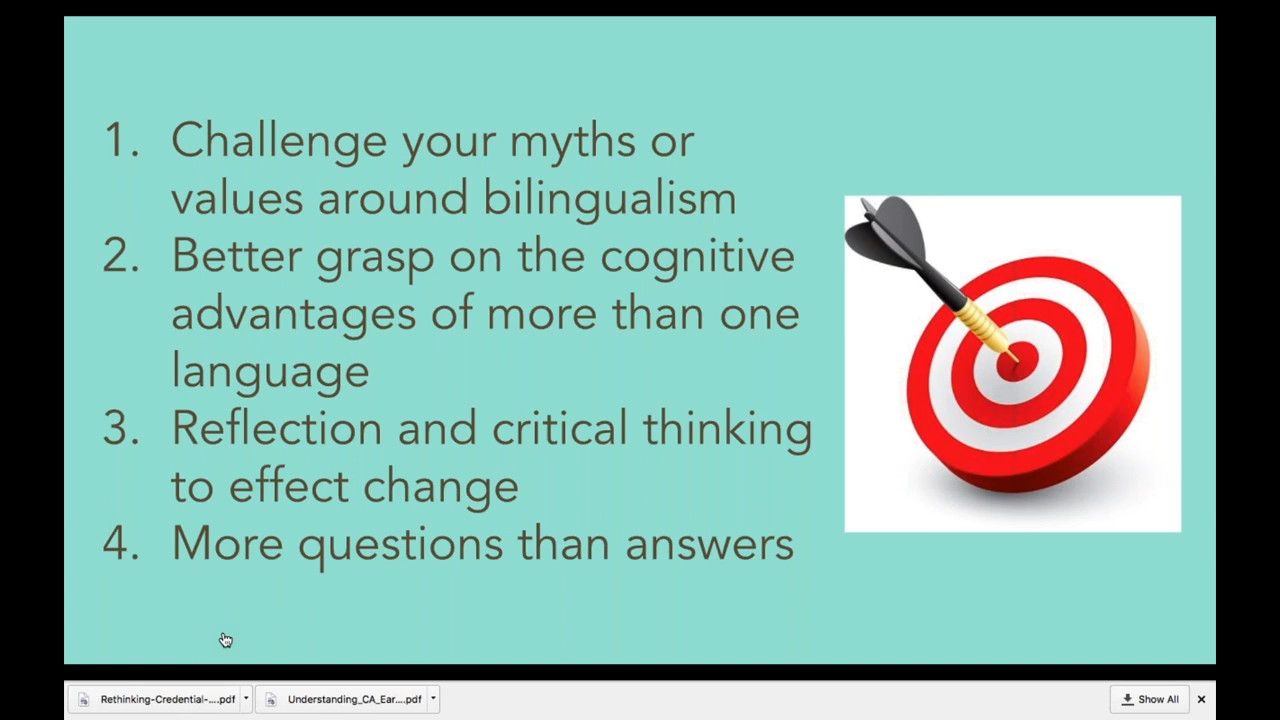 1. Challenge your myths or
values around bilingualism
2. Better grasp on the cognitive
advantages of more than one
language
3. Reflection and critical thinking
to effect change
4. More questions than answers
Rethinking-Credential-....pdf
Understanding_CA_Ear....pdf
Show All